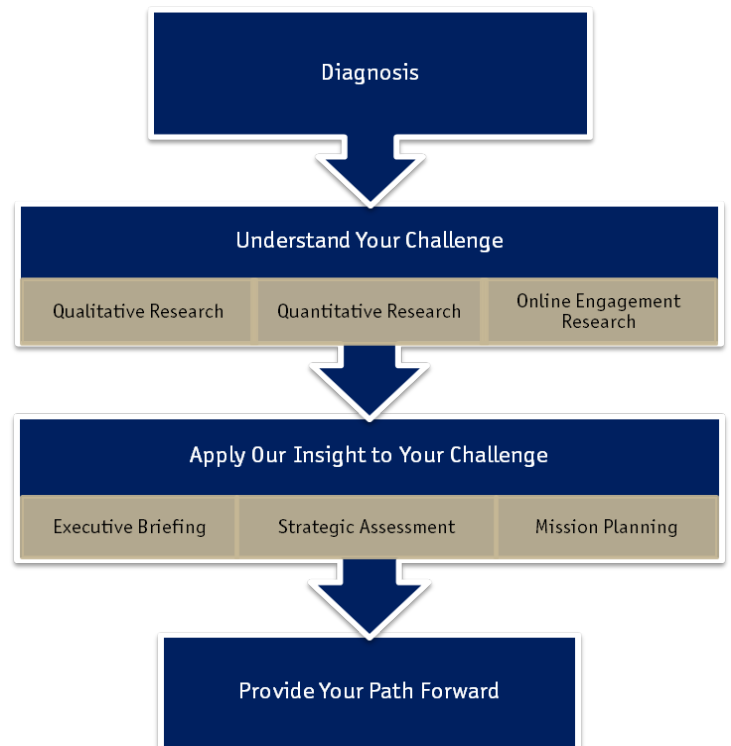 Diagnosis
Understand Your Challenge
Qualitative Research
Quantitative Research
Online Engagement
Research
Apply Our Insight to Your Challenge
Executive Briefing
Strategic Assessment
Mission Planning
Provide Your Path Forward